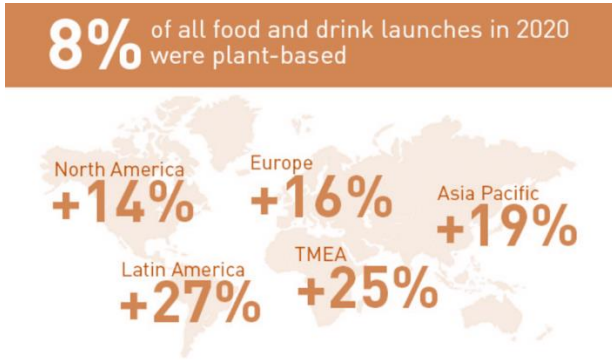 8% of all food and drink launches in 2020
were plant-based
North America
+14%
Europe
+16%
Asia Pacific
+19%
Latin America
+27%
TMEA
+25%